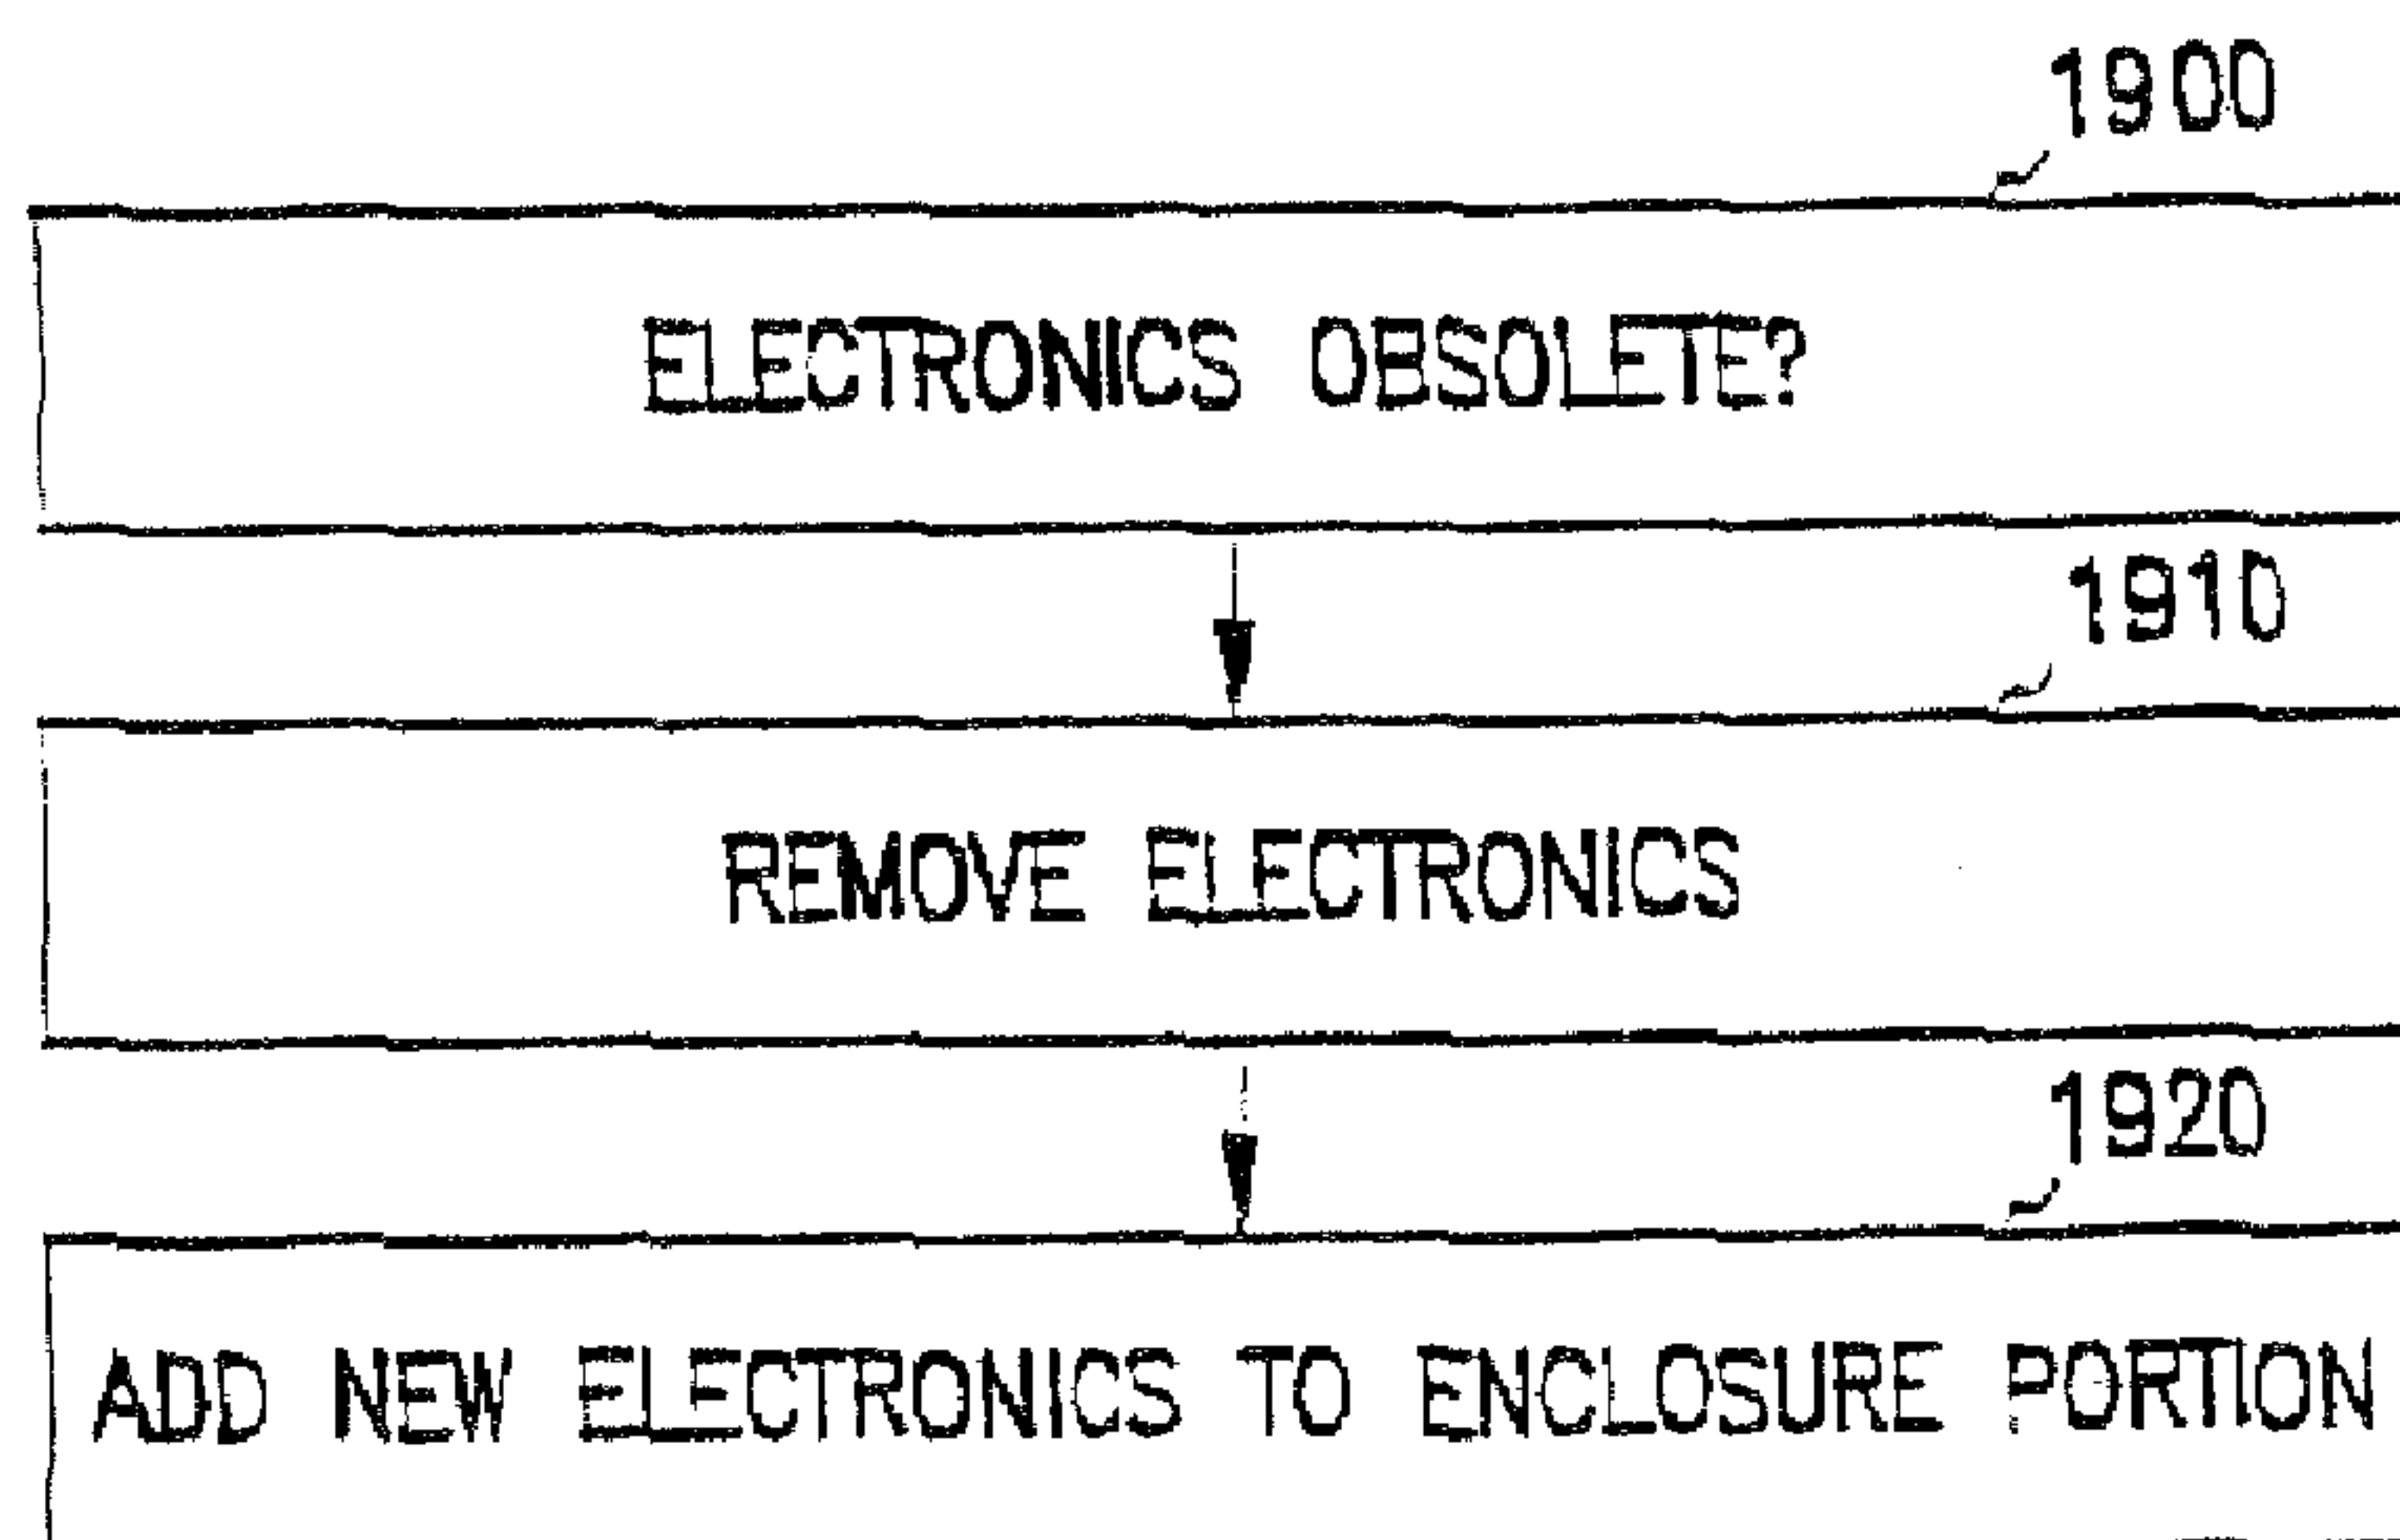 1900
ELECTRONICS OBSOLETE?
1910
REMOVE ELECTRONICS
1920
ADD NEW ELECTRONICS TO ENCLOSURE PORTION